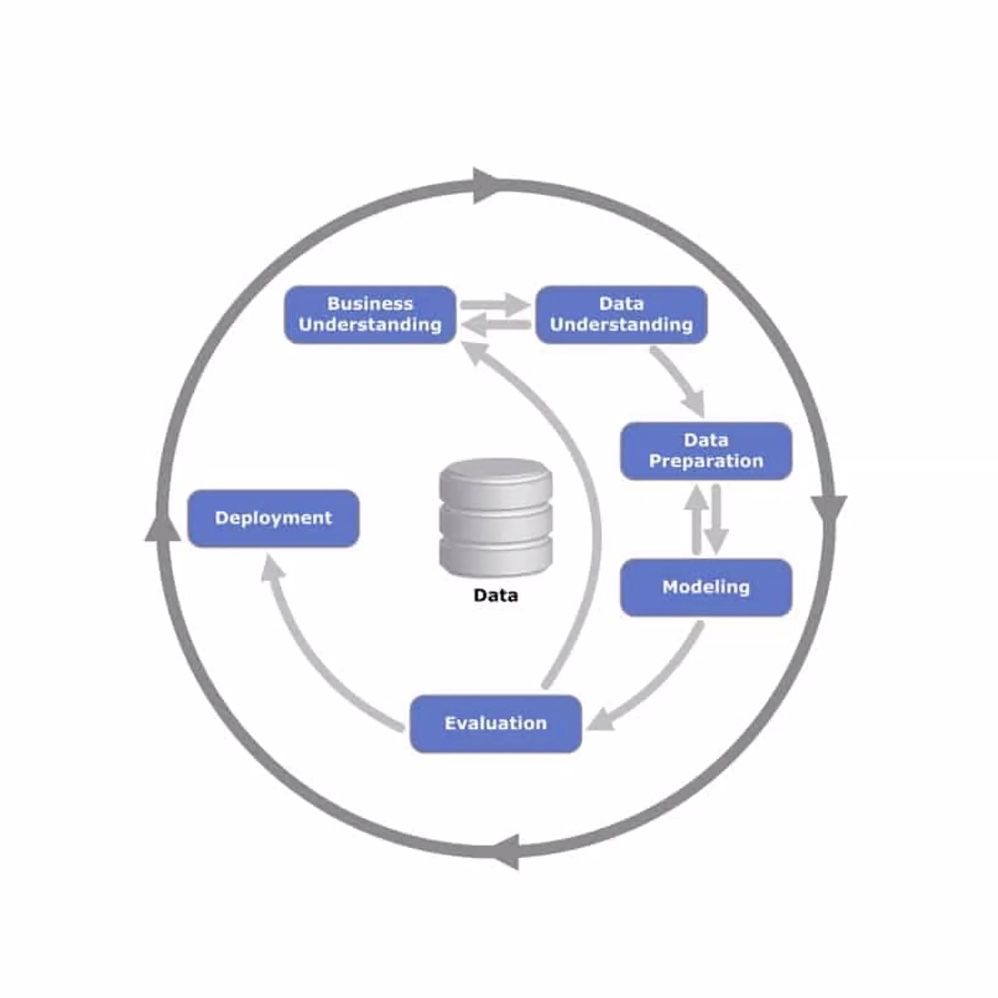 Business
Understanding
Data
Understanding
Data
Preparation
Modeling
Evaluation
Deployment
Data